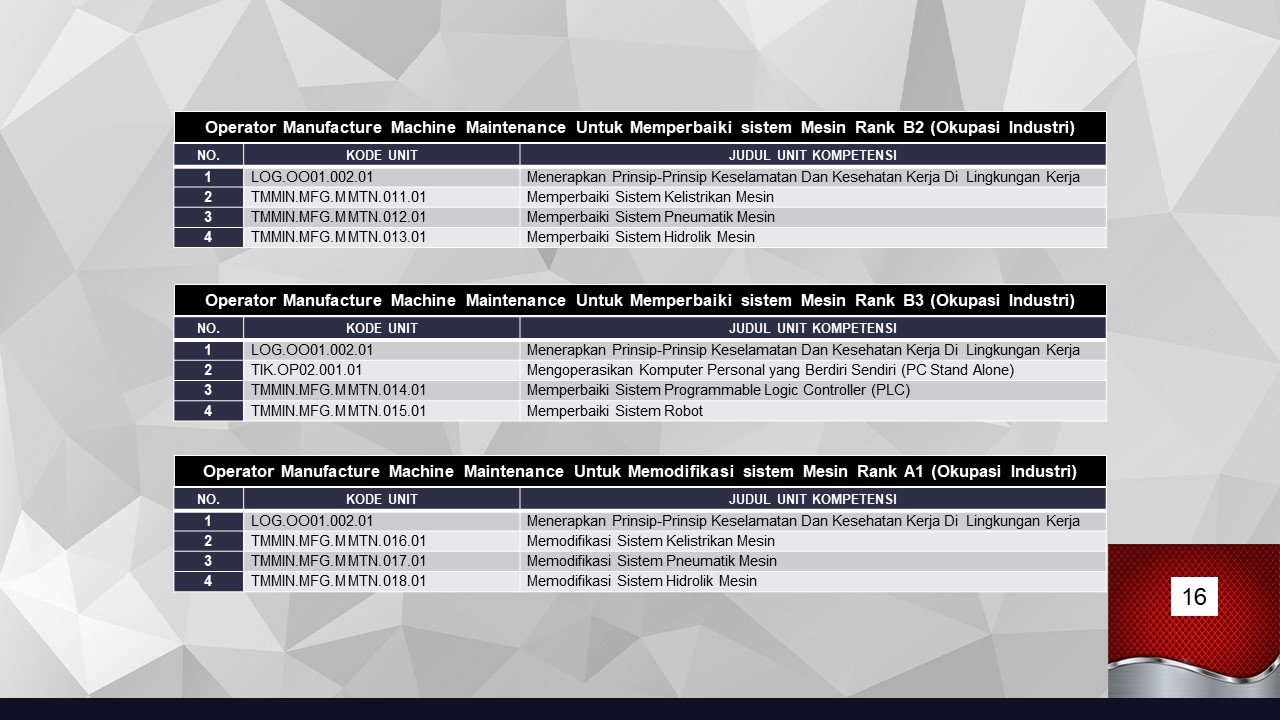 Operator Manufacture Machine Maintenance Untuk Memperbaiki sistem Mesin Rank B2 (Okupasi Industri)
NO. KODE UNIT JUDUL UNIT KOMPETENSI
1 LOG.OO01.002.01 Menerapkan Prinsip-Prinsip Keselamatan Dan Kesehatan Kerja Di Lingkungan Kerja
2 TMMIN.MFG.MMTN.011.01 Memperbaiki Sistem Kelistrikan Mesin
3 TMMIN.MFG.MMTN.012.01 Memperbaiki Sistem Pneumatik Mesin
4 TMMIN.MFG.MMTN.013.01 Memperbaiki Sistem Hidrolik Mesin
Operator Manufacture Machine Maintenance Untuk Memperbaiki sistem Mesin Rank B3 (Okupasi Industri)
NO. KODE UNIT JUDUL UNIT KOMPETENSI
1 LOG.OO01.002.01 Menerapkan Prinsip-Prinsip Keselamatan Dan Kesehatan Kerja Di Lingkungan Kerja
2 TIK.OP02.001.01 Mengoperasikan Komputer Personal yang Berdiri Sendiri (PC Stand Alone)
3 TMMIN.MFG.MMTN.014.01 Memperbaiki Sistem Programmable Logic Controller (PLC)
4 TMMIN.MFG.MMTN.015.01 Memperbaiki Sistem Robot
Operator Manufacture Machine Maintenance Untuk Memodifikasi sistem Mesin Rank A1 (Okupasi Industri)
NO. KODE UNIT JUDUL UNIT KOMPETENSI
1 LOG.OO01.002.01 Menerapkan Prinsip-Prinsip Keselamatan Dan Kesehatan Kerja Di Lingkungan Kerja
2 TMMIN.MFG.MMTN.016.01 Memodifikasi Sistem Kelistrikan Mesin
3 TMMIN.MFG.MMTN.017.01 Memodifikasi Sistem Pneumatik Mesin
4 TMMIN.MFG.MMTN.018.01 Memodifikasi Sistem Hidrolik Mesin
16